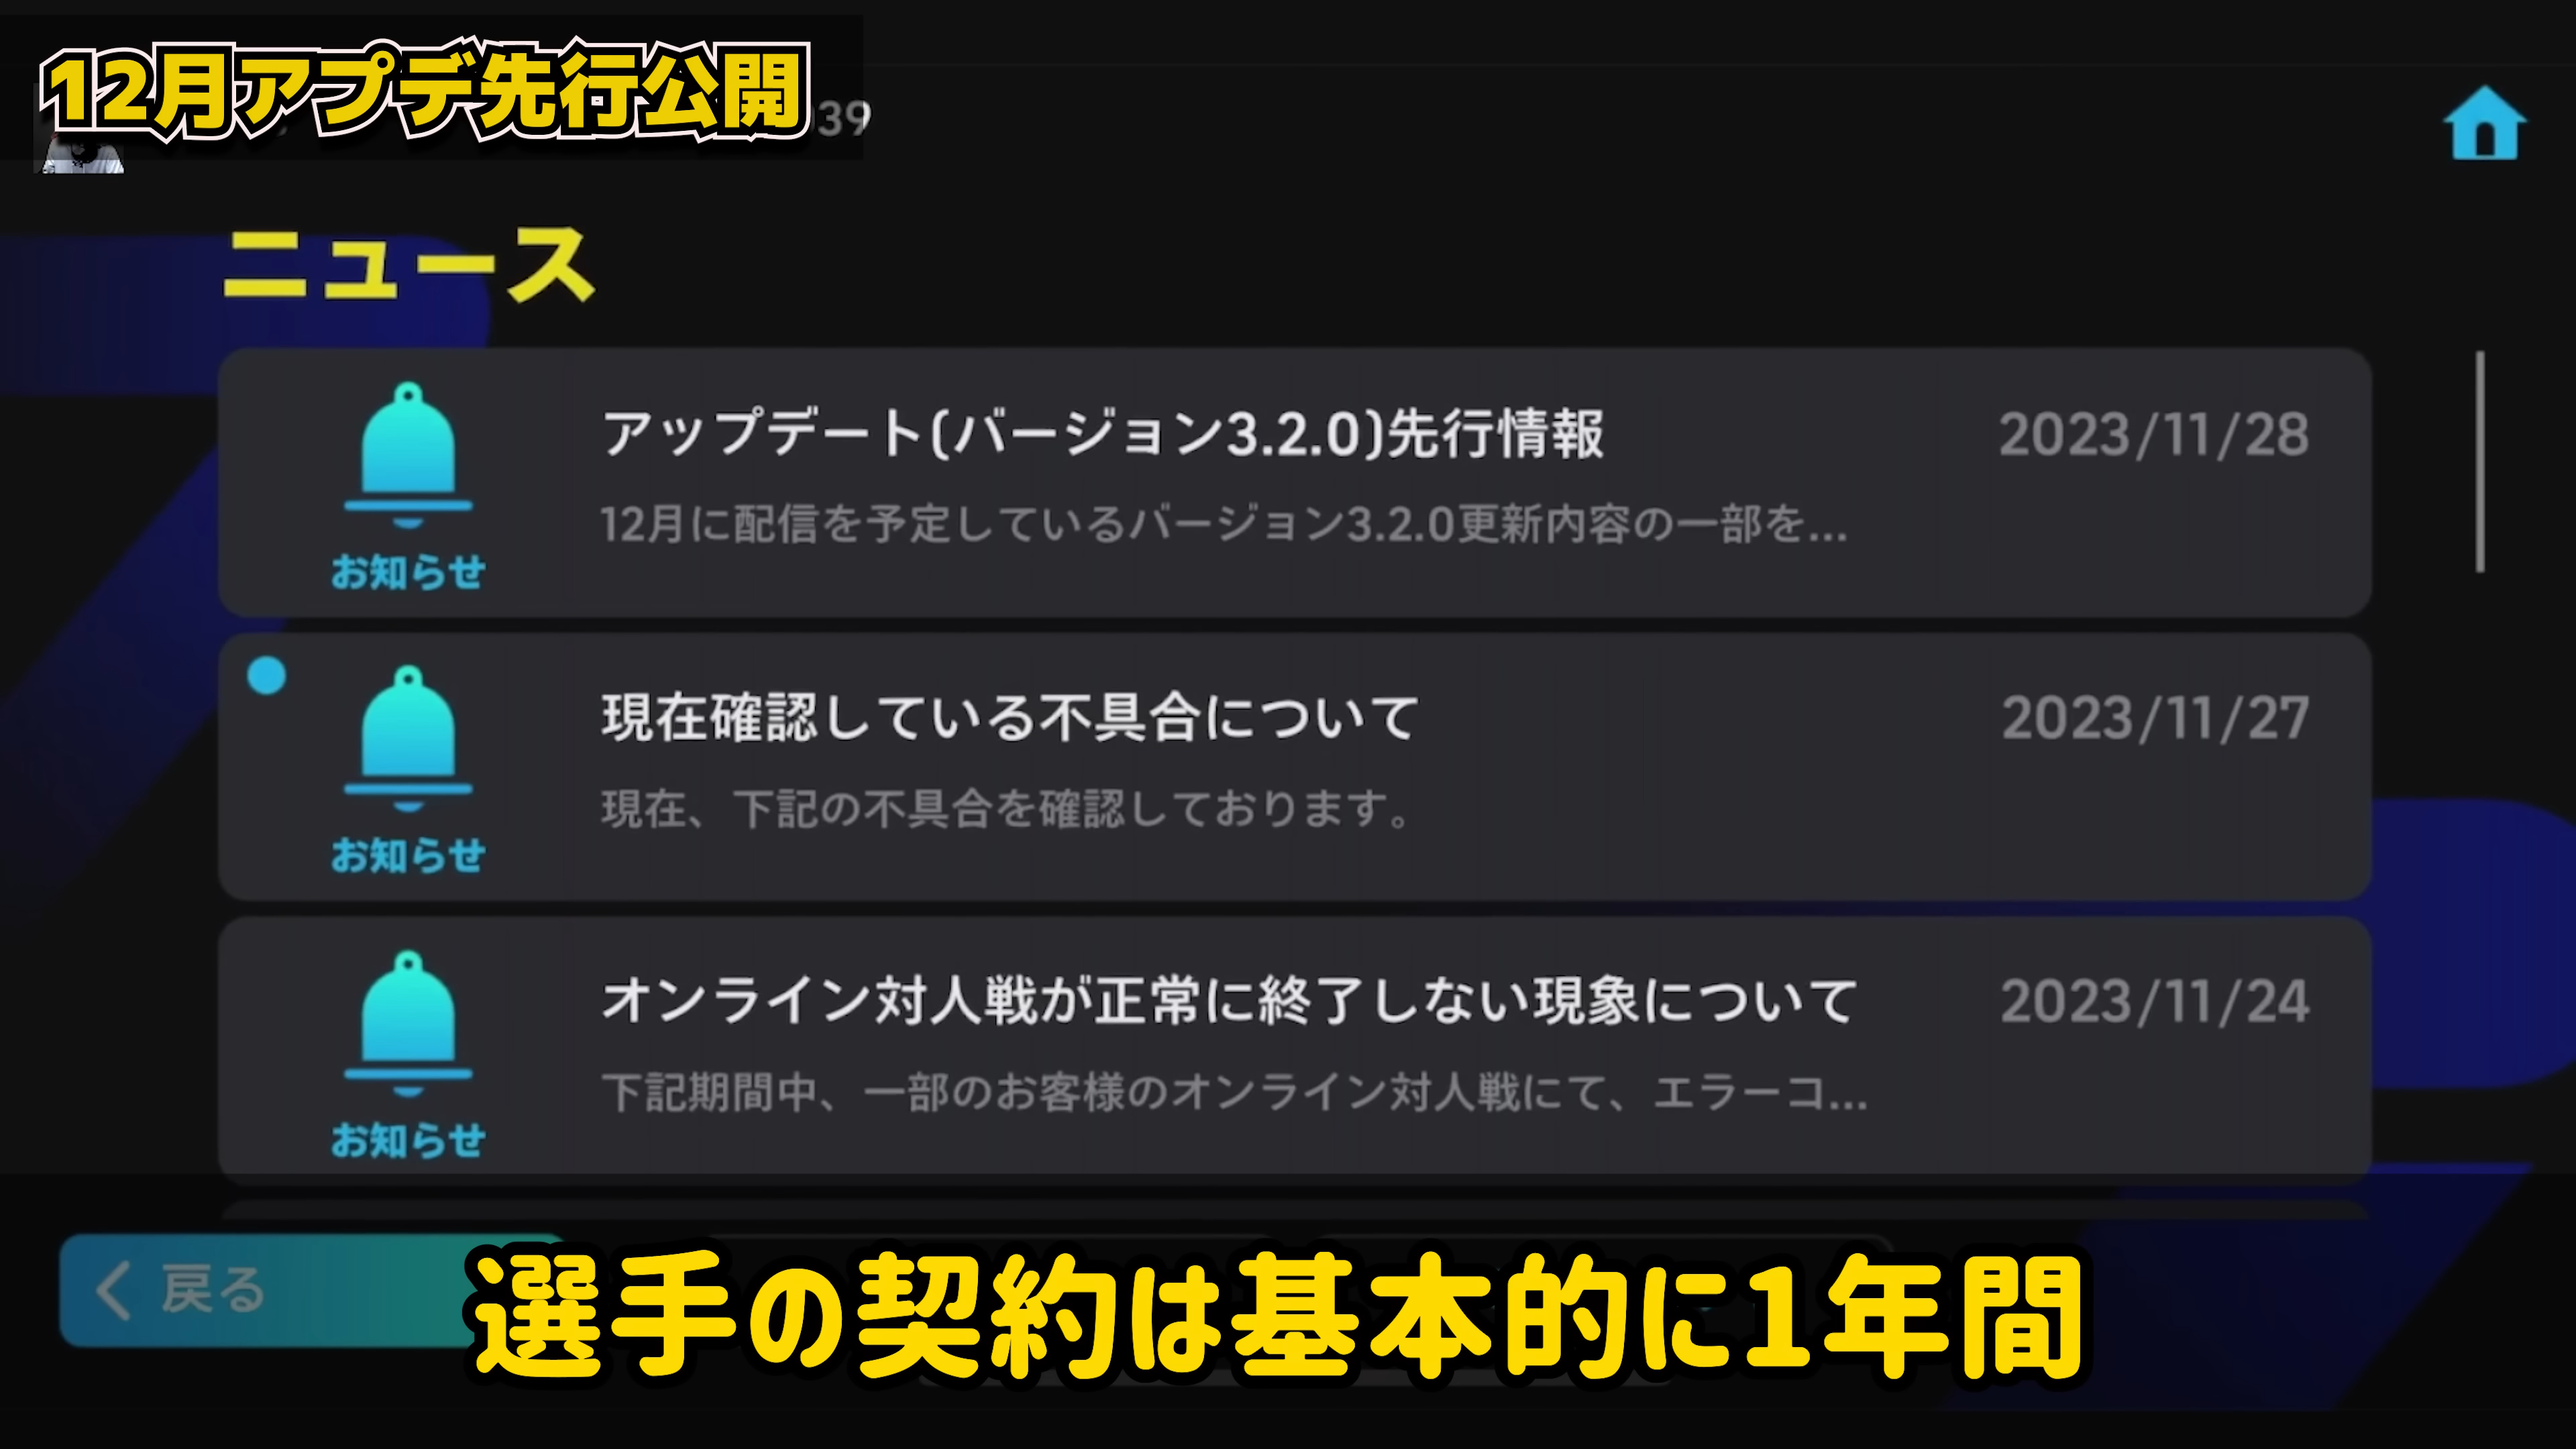 12月アプデ先行公開
39
ニュース
お知らせ
アップデート(バージョン3.2.0)先行情報
2023/11/28
12月に配信を予定しているバージョン3.2.0更新内容の一部を...
お知らせ
現在確認している不具合について
2023/11/27
現在、下記の不具合を確認しております。
お知らせ
オンライン対人戦が正常に終了しない現象について
2023/11/24
下記期間中、一部のお客様のオンライン対人戦にて、エラーコ...
戻る
選手の契約は基本的に1年間